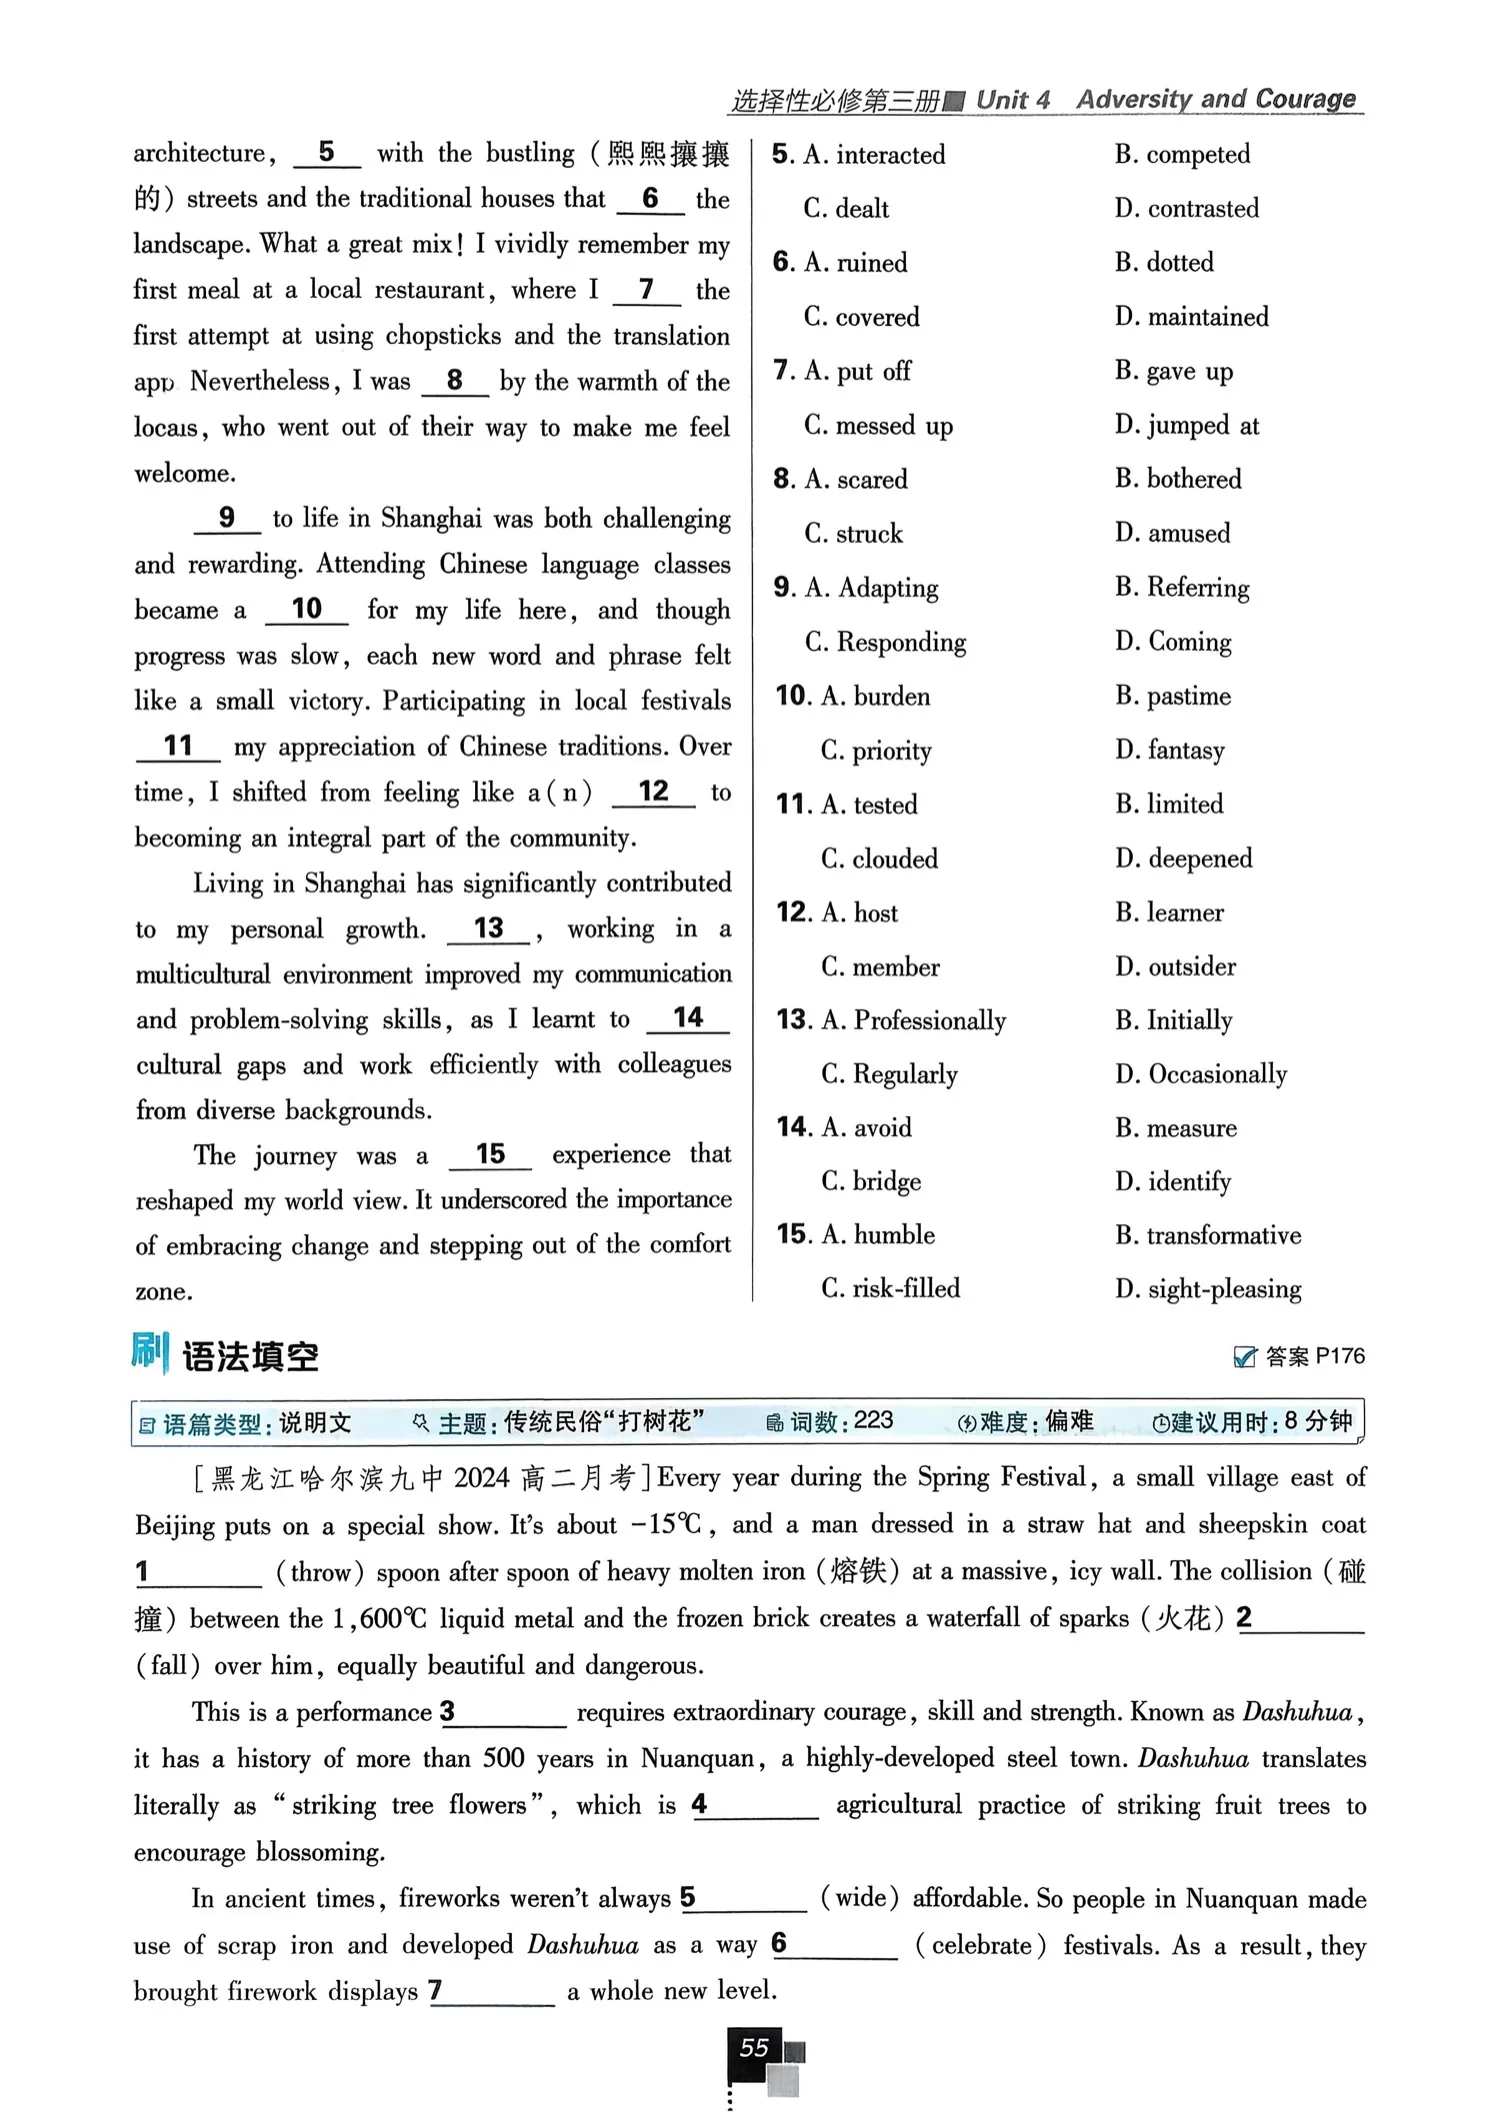 选择性必修第三册 Unit 4 Adversity and Courage
architecture, 5 with the bustling (熙熙攘攘
的) streets and the traditional houses that 6 the
landscape. What a great mix! I vividly remember my
first meal at a local restaurant, where I 7 the
first attempt at using chopsticks and the translation
app. Nevertheless, I was 8 by the warmth of the
locals, who went out of their way to make me feel
welcome.
9 to life in Shanghai was both challenging
and rewarding. Attending Chinese language classes
became a 10 for my life here, and though
progress was slow, each new word and phrase felt
like a small victory. Participating in local festivals
11 my appreciation of Chinese traditions. Over
time, I shifted from feeling like a(n) 12 to
becoming an integral part of the community.
Living in Shanghai has significantly contributed
to my personal growth. 13, working in a
multicultural environment improved my communication
and problem-solving skills, as I learnt to 14
cultural gaps and work efficiently with colleagues
from diverse backgrounds.
The journey was a 15 experience that
reshaped my world view. It underscored the importance
of embracing change and stepping out of the comfort
zone.
5. A. interacted B. competed
C. dealt D. contrasted
6. A. ruined B. dotted
C. covered D. maintained
7. A. put off B. gave up
C. messed up D. jumped at
8. A. scared B. bothered
C. struck D. amused
9. A. Adapting B. Referring
C. Responding D. Coming
10. A. burden B. pastime
C. priority D. fantasy
11. A. tested B. limited
C. clouded D. deepened
12. A. host B. learner
C. member D. outsider
13. A. Professionally B. Initially
C. Regularly D. Occasionally
14. A. avoid B. measure
C. bridge D. identify
15. A. humble B. transformative
C. risk-filled D. sight-pleasing
刷 语法填空 答案 P176
语篇类型:说明文 主题:传统民俗“打树花” 词数:223 难度:偏难 建议用时:8分钟
[黑龙江哈尔滨九中 2024 高二月考]Every year during the Spring Festival, a small village east of
Beijing puts on a special show. It's about -15℃, and a man dressed in a straw hat and sheepskin coat
1 (throw) spoon after spoon of heavy molten iron (熔铁) at a massive, icy wall. The collision (碰
撞) between the 1,600℃ liquid metal and the frozen brick creates a waterfall of sparks (火花) 2
(fall) over him, equally beautiful and dangerous.
This is a performance 3 requires extraordinary courage, skill and strength. Known as Dashuhua,
it has a history of more than 500 years in Nuanquan, a highly-developed steel town. Dashuhua translates
literally as “striking tree flowers”, which is 4 agricultural practice of striking fruit trees to
encourage blossoming.
In ancient times, fireworks weren't always 5 (wide) affordable. So people in Nuanquan made
use of scrap iron and developed Dashuhua as a way 6 (celebrate) festivals. As a result, they
brought firework displays 7 a whole new level.
55